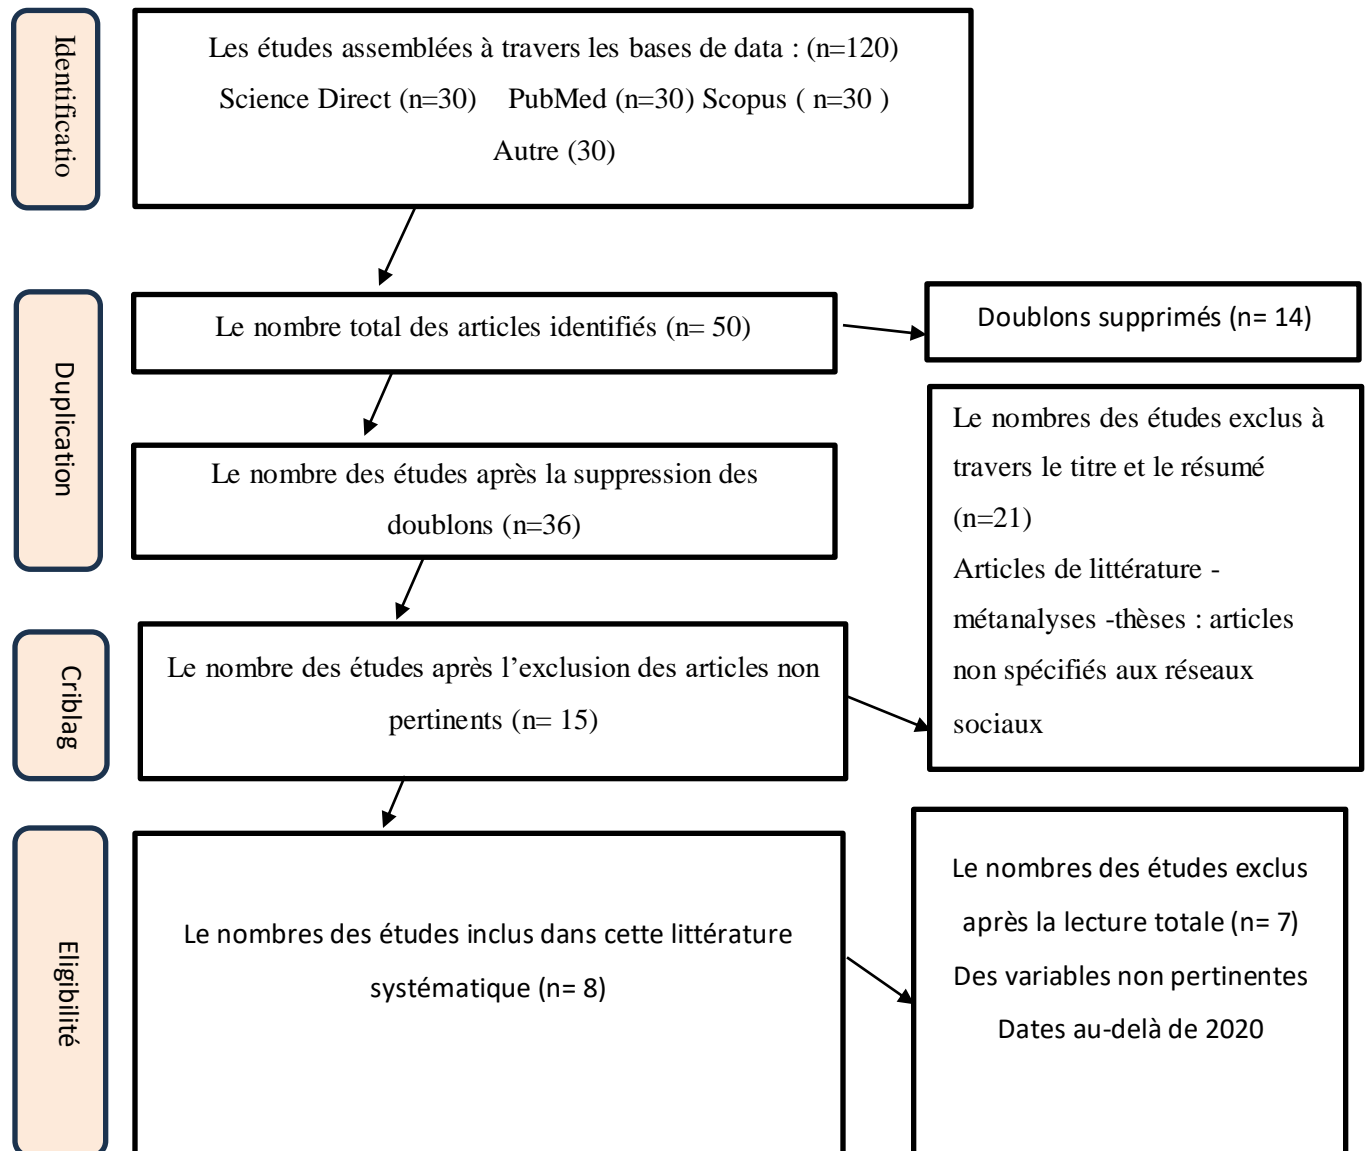 Identificatio
Les études assemblées à travers les bases de data : (n=120)
Science Direct (n=30) PubMed (n=30) Scopus ( n=30 )
Autre (30)
Duplication
Le nombre total des articles identifiés (n= 50)
Doublons supprimés (n= 14)
Le nombre des études après la suppression des
doublons (n=36)
Le nombres des études exclus à
travers le titre et le résumé
(n=21)
Articles de littérature -
métanalyses -thèses : articles
non spécifiés aux réseaux
sociaux
Criblag
Le nombre des études après l’exclusion des articles non
pertinents (n= 15)
Eligibilité
Le nombres des études inclus dans cette littérature
systématique (n= 8)
Le nombres des études exclus
après la lecture totale (n= 7)
Des variables non pertinentes
Dates au-delà de 2020